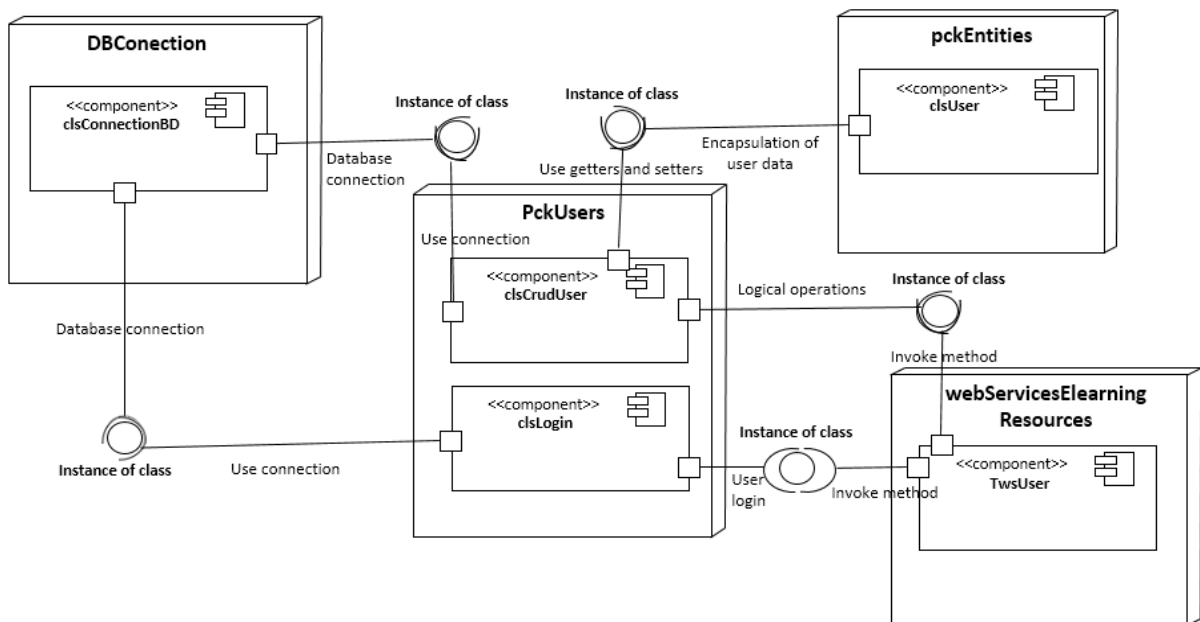 DBConection
<<component>>
clsConnectionBD
Instance of class
Database
connection
Instance of class
Use getters and setters
Encapsulation of
user data
pckEntities
<<component>>
clsUser
PckUsers
Use connection
<<component>>
clsCrudUser
Logical operations
Instance of class
Invoke method
Database connection
<<component>>
clsLogin
Instance of class
Use connection
Instance of class
User
login
Invoke method
webServicesElearning
Resources
<<component>>
TwsUser